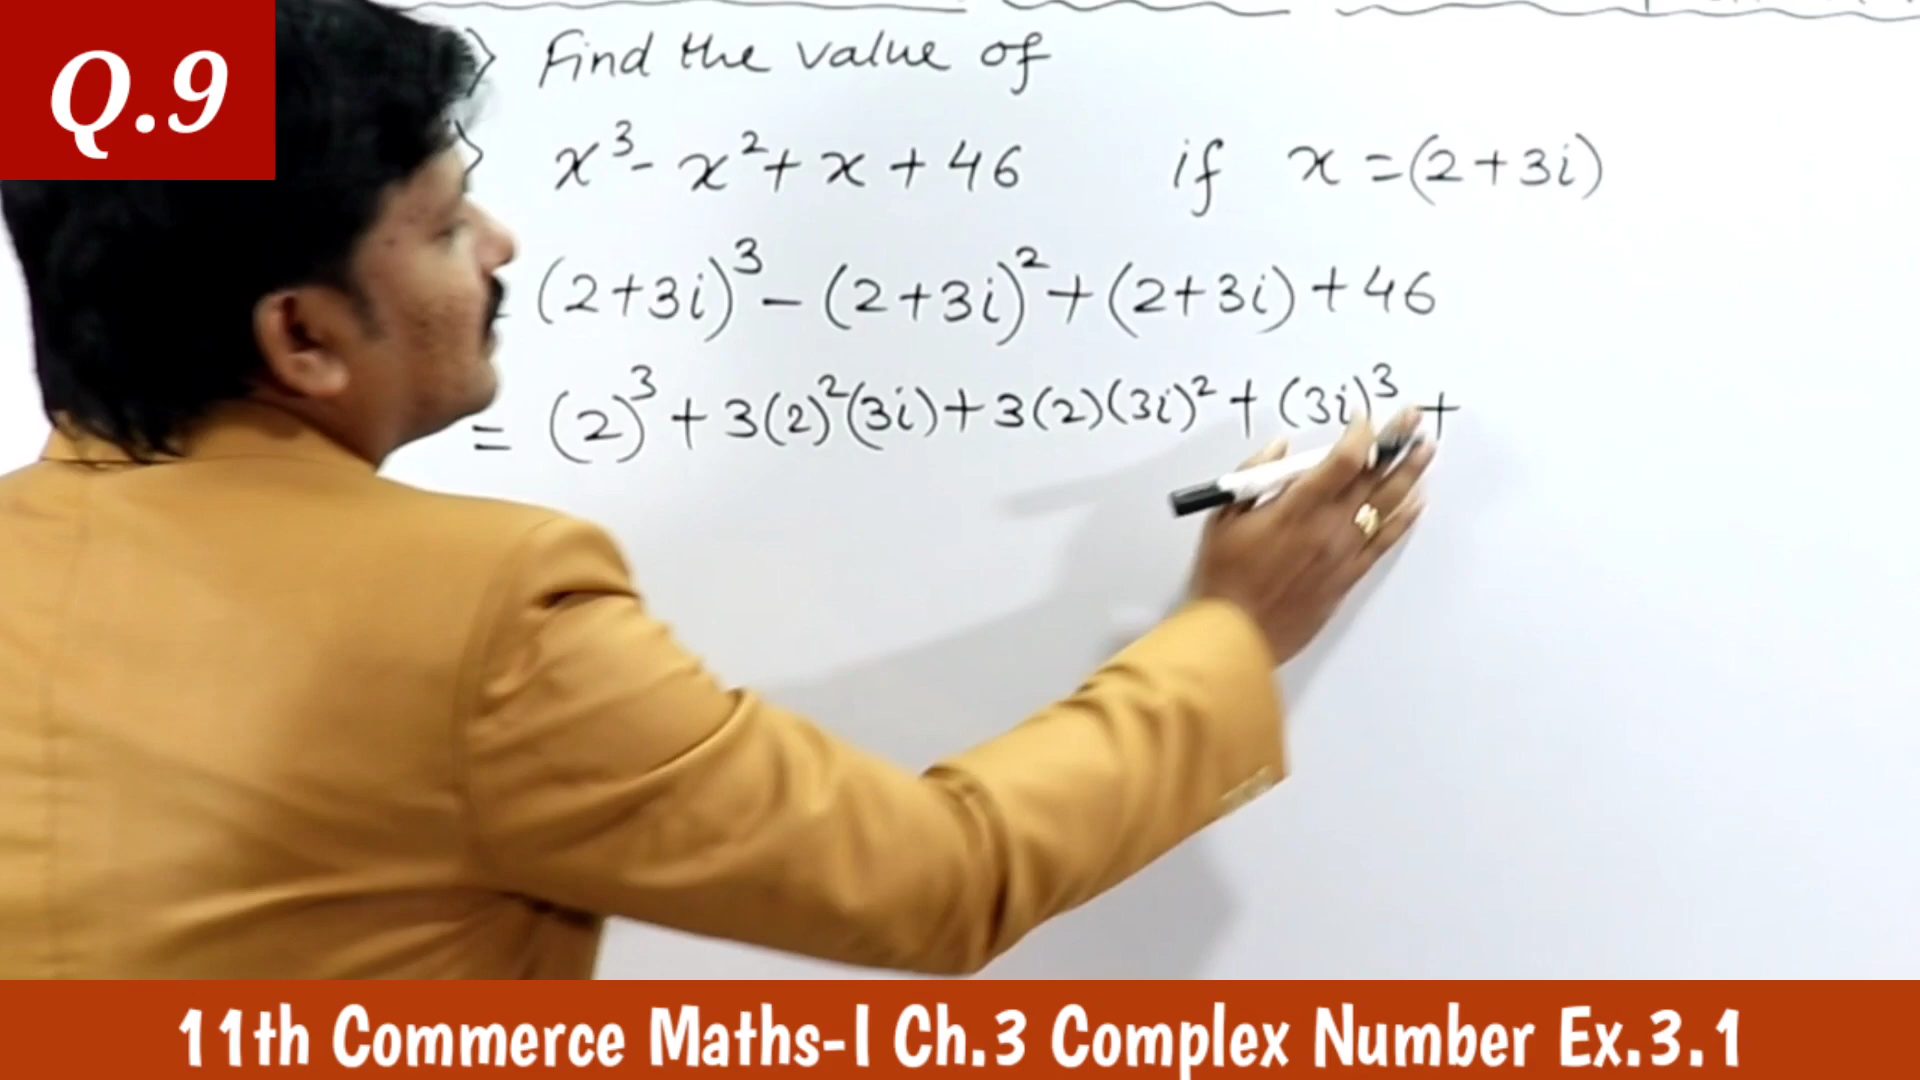 Q.9
Find the value of
x³ - x² + x + 46 if x = (2+3i)
(2+3i)³ - (2+3i)² + (2+3i) + 46
= (2)³ + 3(2)²(3i) + 3(2)(3i)² + (3i)³ +
11th Commerce Maths-I Ch.3 Complex Number Ex.3.1